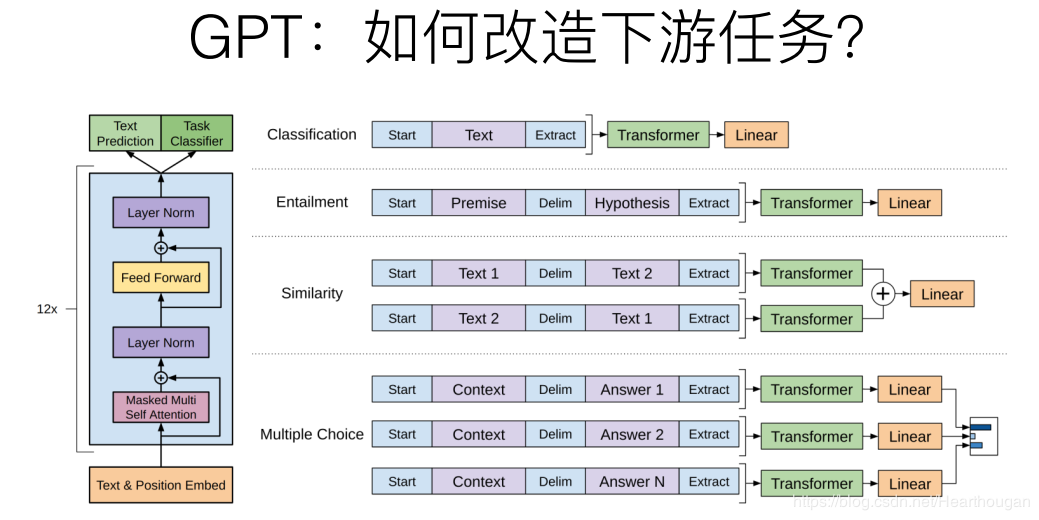 GPT：如何改造下游任务？
Text Prediction
Task Classifier
Layer Norm
Feed Forward
12x
Layer Norm
Masked Multi Self Attention
Text & Position Embed
Classification Start Text Extract Transformer Linear
Entailment Start Premise Delim Hypothesis Extract Transformer Linear
Similarity
Start Text 1 Delim Text 2 Extract Transformer
Start Text 2 Delim Text 1 Extract Transformer
Linear
Multiple Choice
Start Context Delim Answer 1 Extract Transformer Linear
Start Context Delim Answer 2 Extract Transformer Linear
Start Context Delim Answer N Extract Transformer Linear
https://blog.csdn.net/Hearthougan